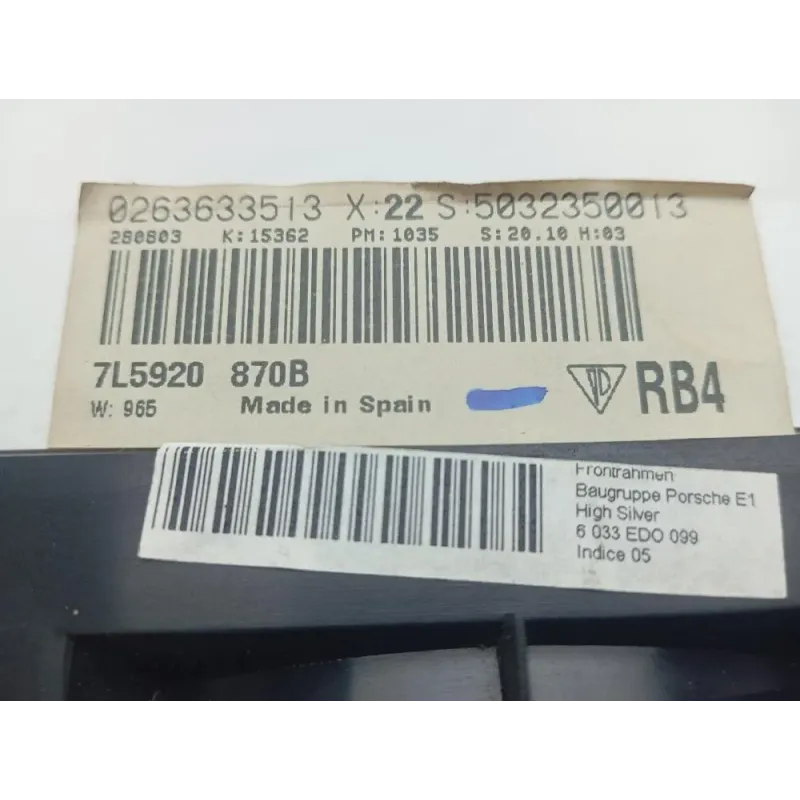 0263633513 X:22 S:5032350013
280803 K:15362 PM:1035 S:20.10 H:03
7L5920 870B
RB4
W: 965 Made in Spain
Frontrahmen
Baugruppe Porsche E1
High Silver
6 033 EDO 099
Indice 05